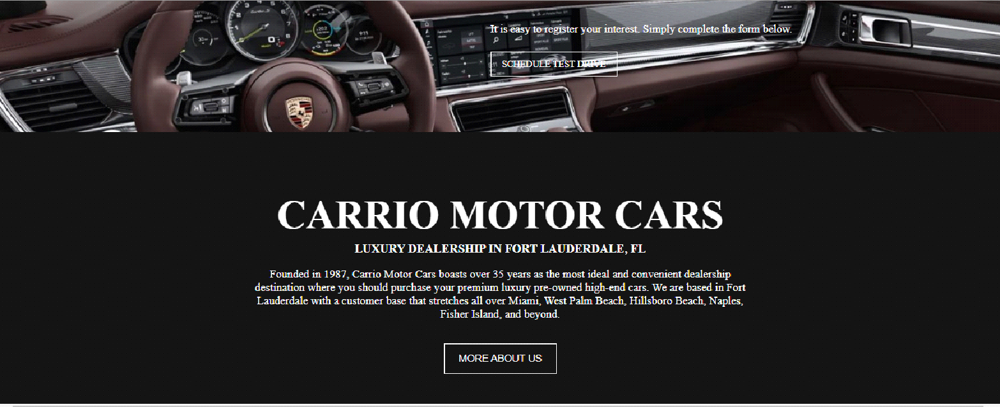 turbo S
It is easy to register your interest. Simply complete the form below.
9:11
SCHEDULE TEST DRIVE
CARRIO MOTOR CARS
LUXURY DEALERSHIP IN FORT LAUDERDALE, FL
Founded in 1987, Carrio Motor Cars boasts over 35 years as the most ideal and convenient dealership
destination where you should purchase your premium luxury pre-owned high-end cars. We are based in Fort
Lauderdale with a customer base that stretches all over Miami, West Palm Beach, Hillsboro Beach, Naples,
Fisher Island, and beyond.
MORE ABOUT US